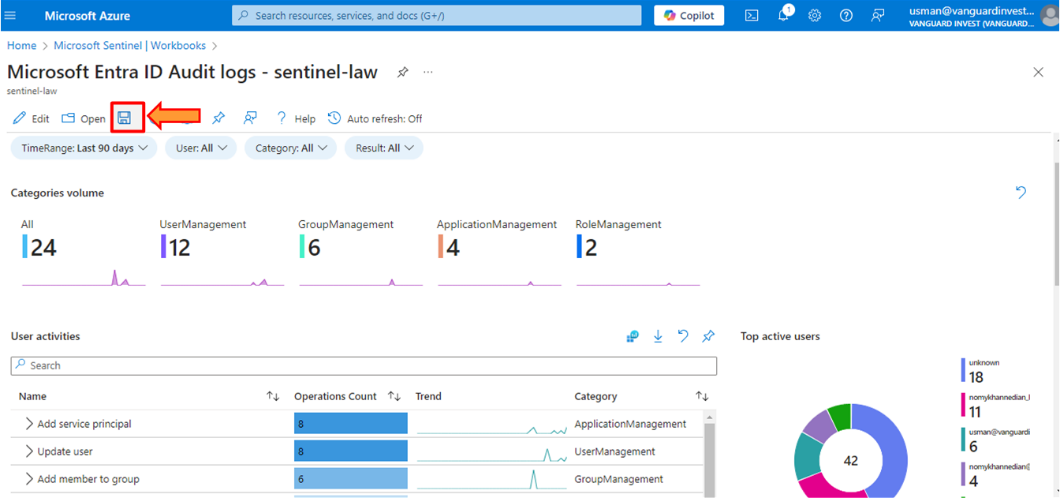 Microsoft Azure
Search resources, services, and docs (G+/)
Copilot
1
usman@vanguardinvest...
VANGUARD INVEST (VANGUARD...
Home > Microsoft Sentinel | Workbooks >
Microsoft Entra ID Audit logs - sentinel-law
sentinel-law
Edit Open Help Auto refresh: Off
TimeRange: Last 90 days User: All Category: All Result: All
Categories volume
All UserManagement GroupManagement ApplicationManagement RoleManagement
24 12 6 4 2
User activities
Search
Name Operations Count Trend Category
Add service principal 8 ApplicationManagement
Update user 8 UserManagement
Add member to group 6 GroupManagement
Top active users
42
unknown
18
nomykhannedian_l
11
usman@vanguardi
6
nomykhannedian[
4